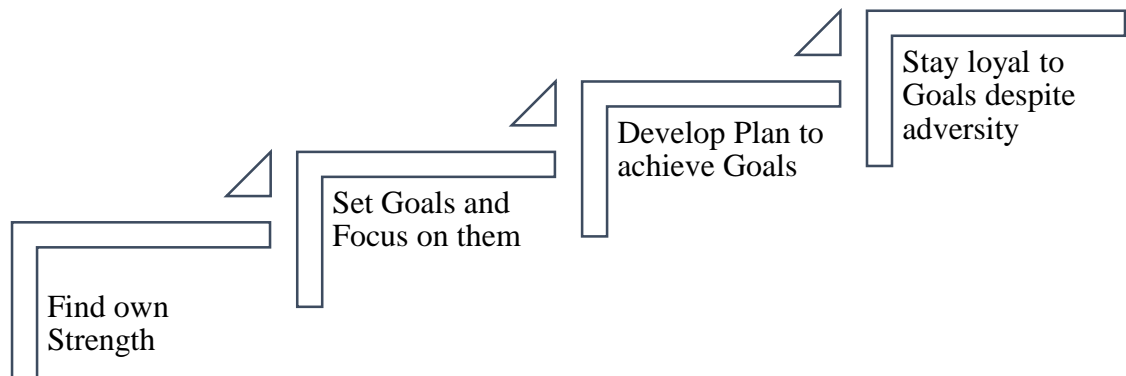 Find own
Strength
Set Goals and
Focus on them
Develop Plan to
achieve Goals
Stay loyal to
Goals despite
adversity